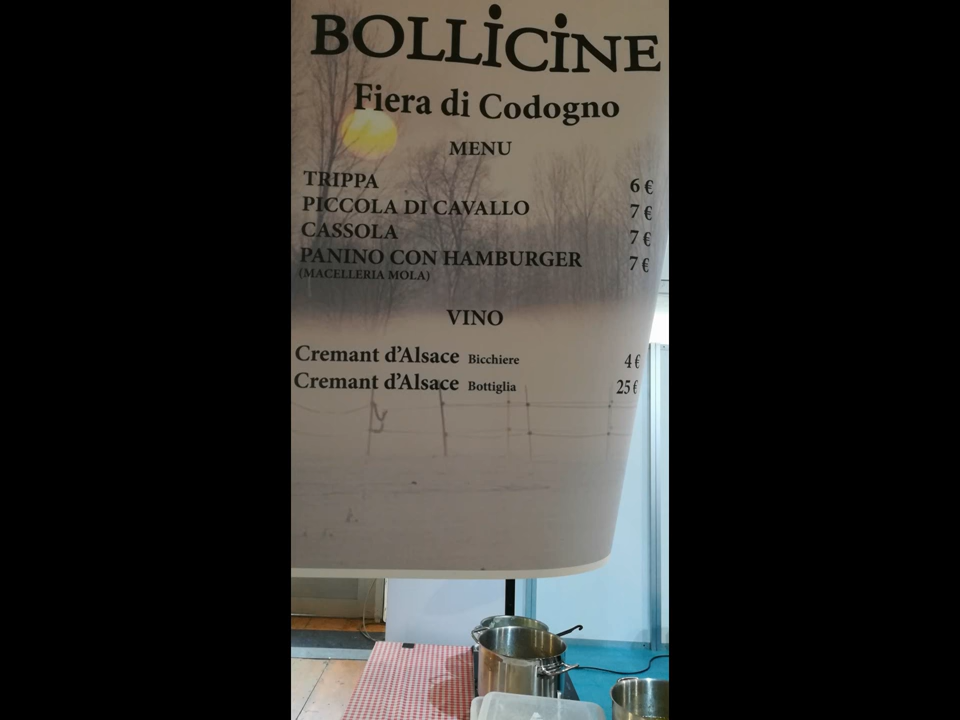 BOLLiCiNE
Fiera di Codogno
MENU
TRIPPA 6 €
PICCOLA DI CAVALLO 7 €
CASSOLA 7 €
PANINO CON HAMBURGER 7 €
(MACELLERIA MOLA)
VINO
Cremant d'Alsace Bicchiere 4 €
Cremant d'Alsace Bottiglia 25 €